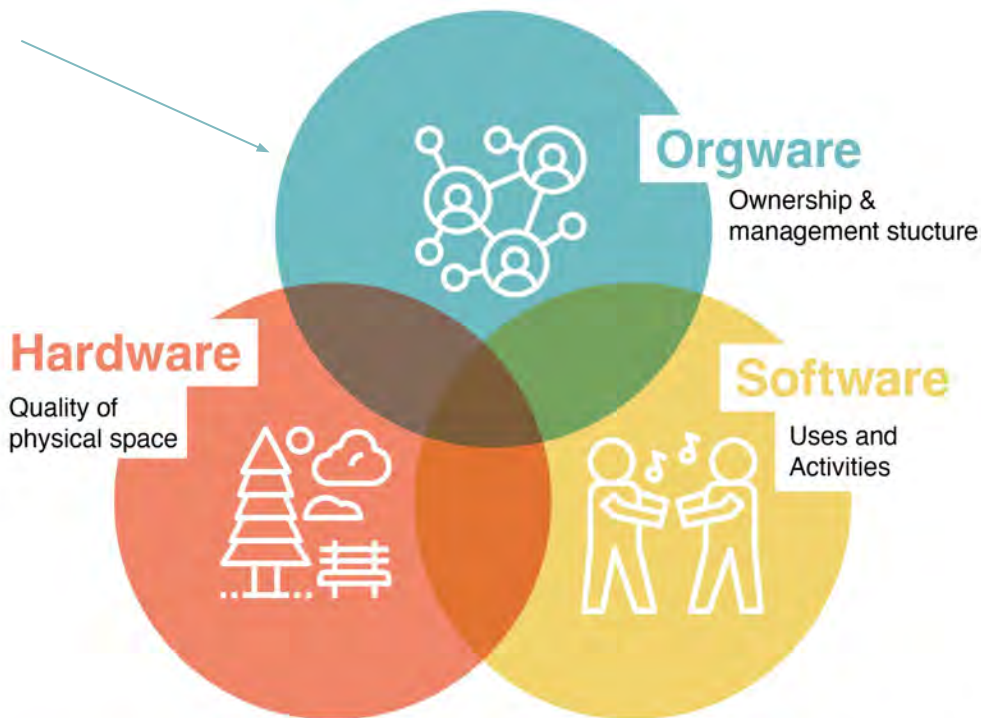 Orgware
Ownership &
management stucture
Hardware
Quality of
physical space
Software
Uses and
Activities